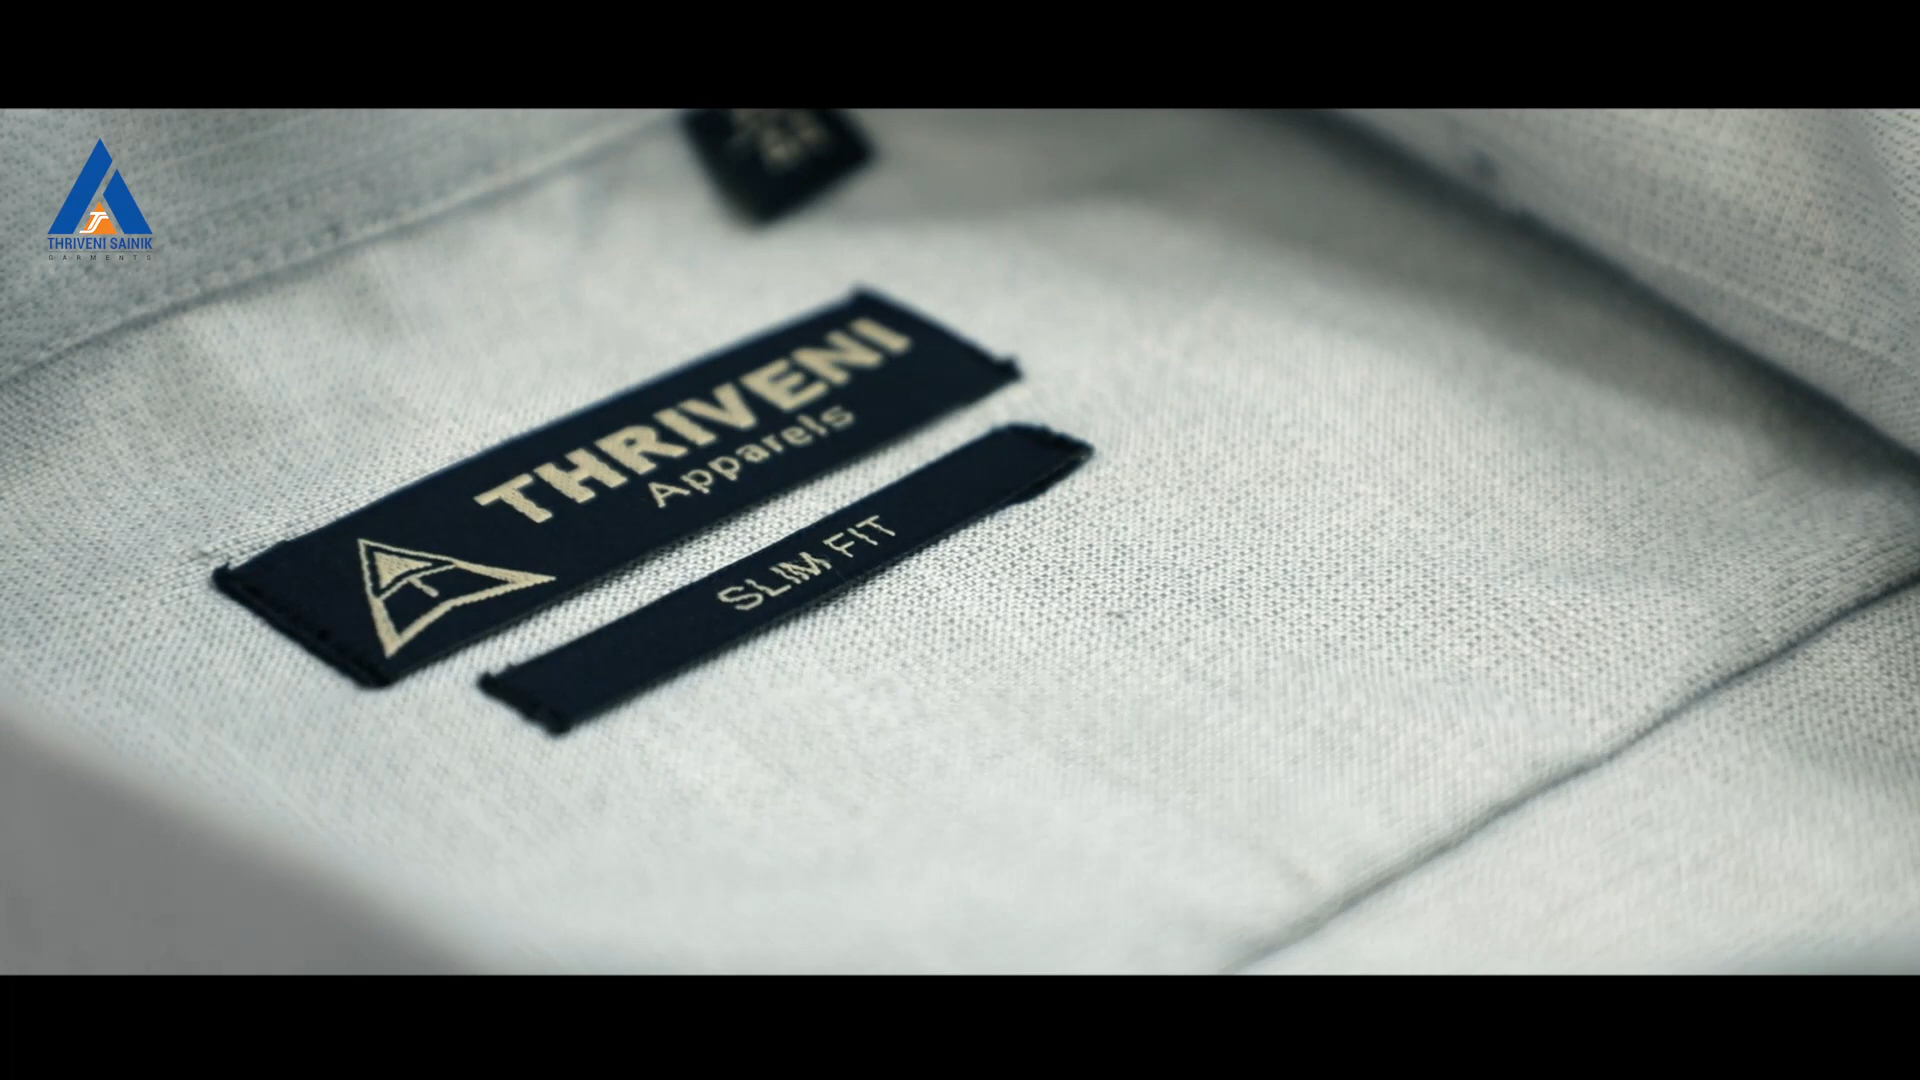 THRIVENI SAINIK
GARMENTS
THRIVENI
Apparels
SLIM FIT